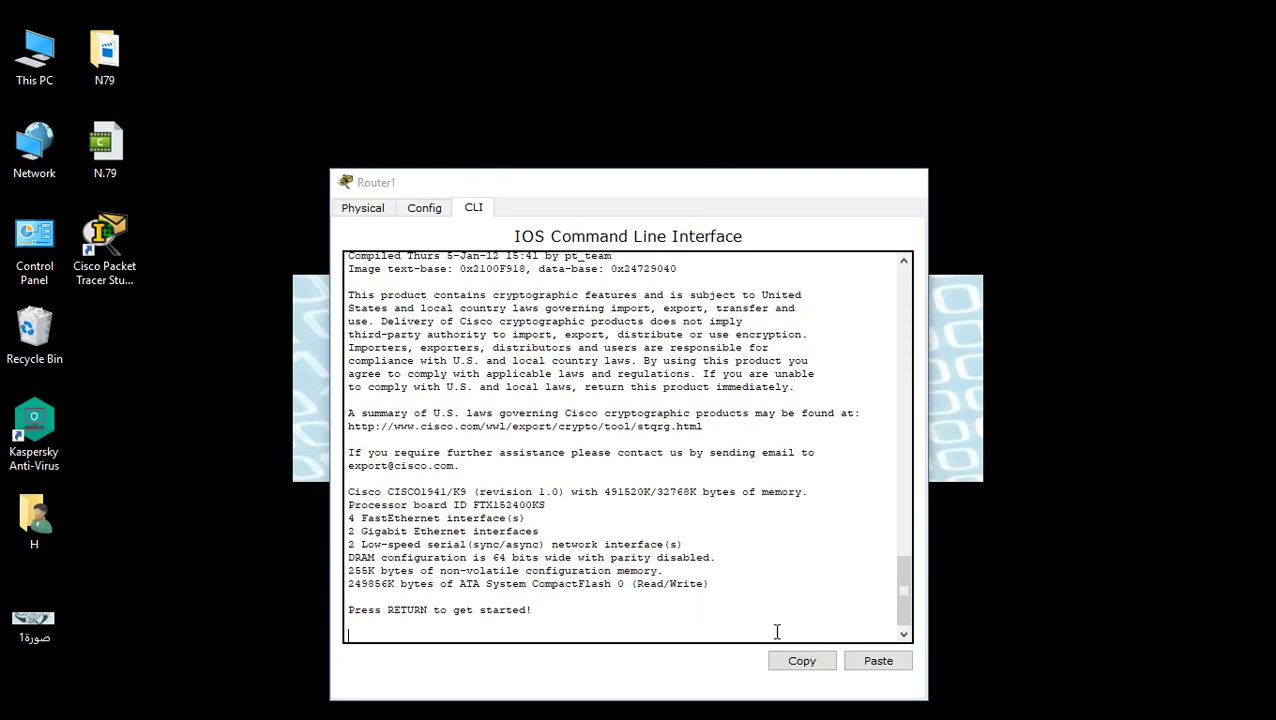 This PC
N79
Network
N.79
Control
Panel
Cisco Packet
Tracer Stu...
Recycle Bin
Kaspersky
Anti-Virus
H
صورة1
Router1
Physical
Config
CLI
IOS Command Line Interface
Compiled Thurs 5-Jan-12 15:41 by pt_team
Image text-base: 0x2100F918, data-base: 0x24729040
This product contains cryptographic features and is subject to United
States and local country laws governing import, export, transfer and
use. Delivery of Cisco cryptographic products does not imply
third-party authority to import, export, distribute or use encryption.
Importers, exporters, distributors and users are responsible for
compliance with U.S. and local country laws. By using this product you
agree to comply with applicable laws and regulations. If you are unable
to comply with U.S. and local laws, return this product immediately.
A summary of U.S. laws governing Cisco cryptographic products may be found at:
http://www.cisco.com/wwl/export/crypto/tool/stqrg.html
If you require further assistance please contact us by sending email to
export@cisco.com.
Cisco CISCO1941/K9 (revision 1.0) with 491520K/32768K bytes of memory.
Processor board ID FTX152400KS
4 FastEthernet interface(s)
2 Gigabit Ethernet interfaces
2 Low-speed serial(sync/async) network interface(s)
DRAM configuration is 64 bits wide with parity disabled.
255K bytes of non-volatile configuration memory.
249856K bytes of ATA System CompactFlash 0 (Read/Write)
Press RETURN to get started!
Copy
Paste